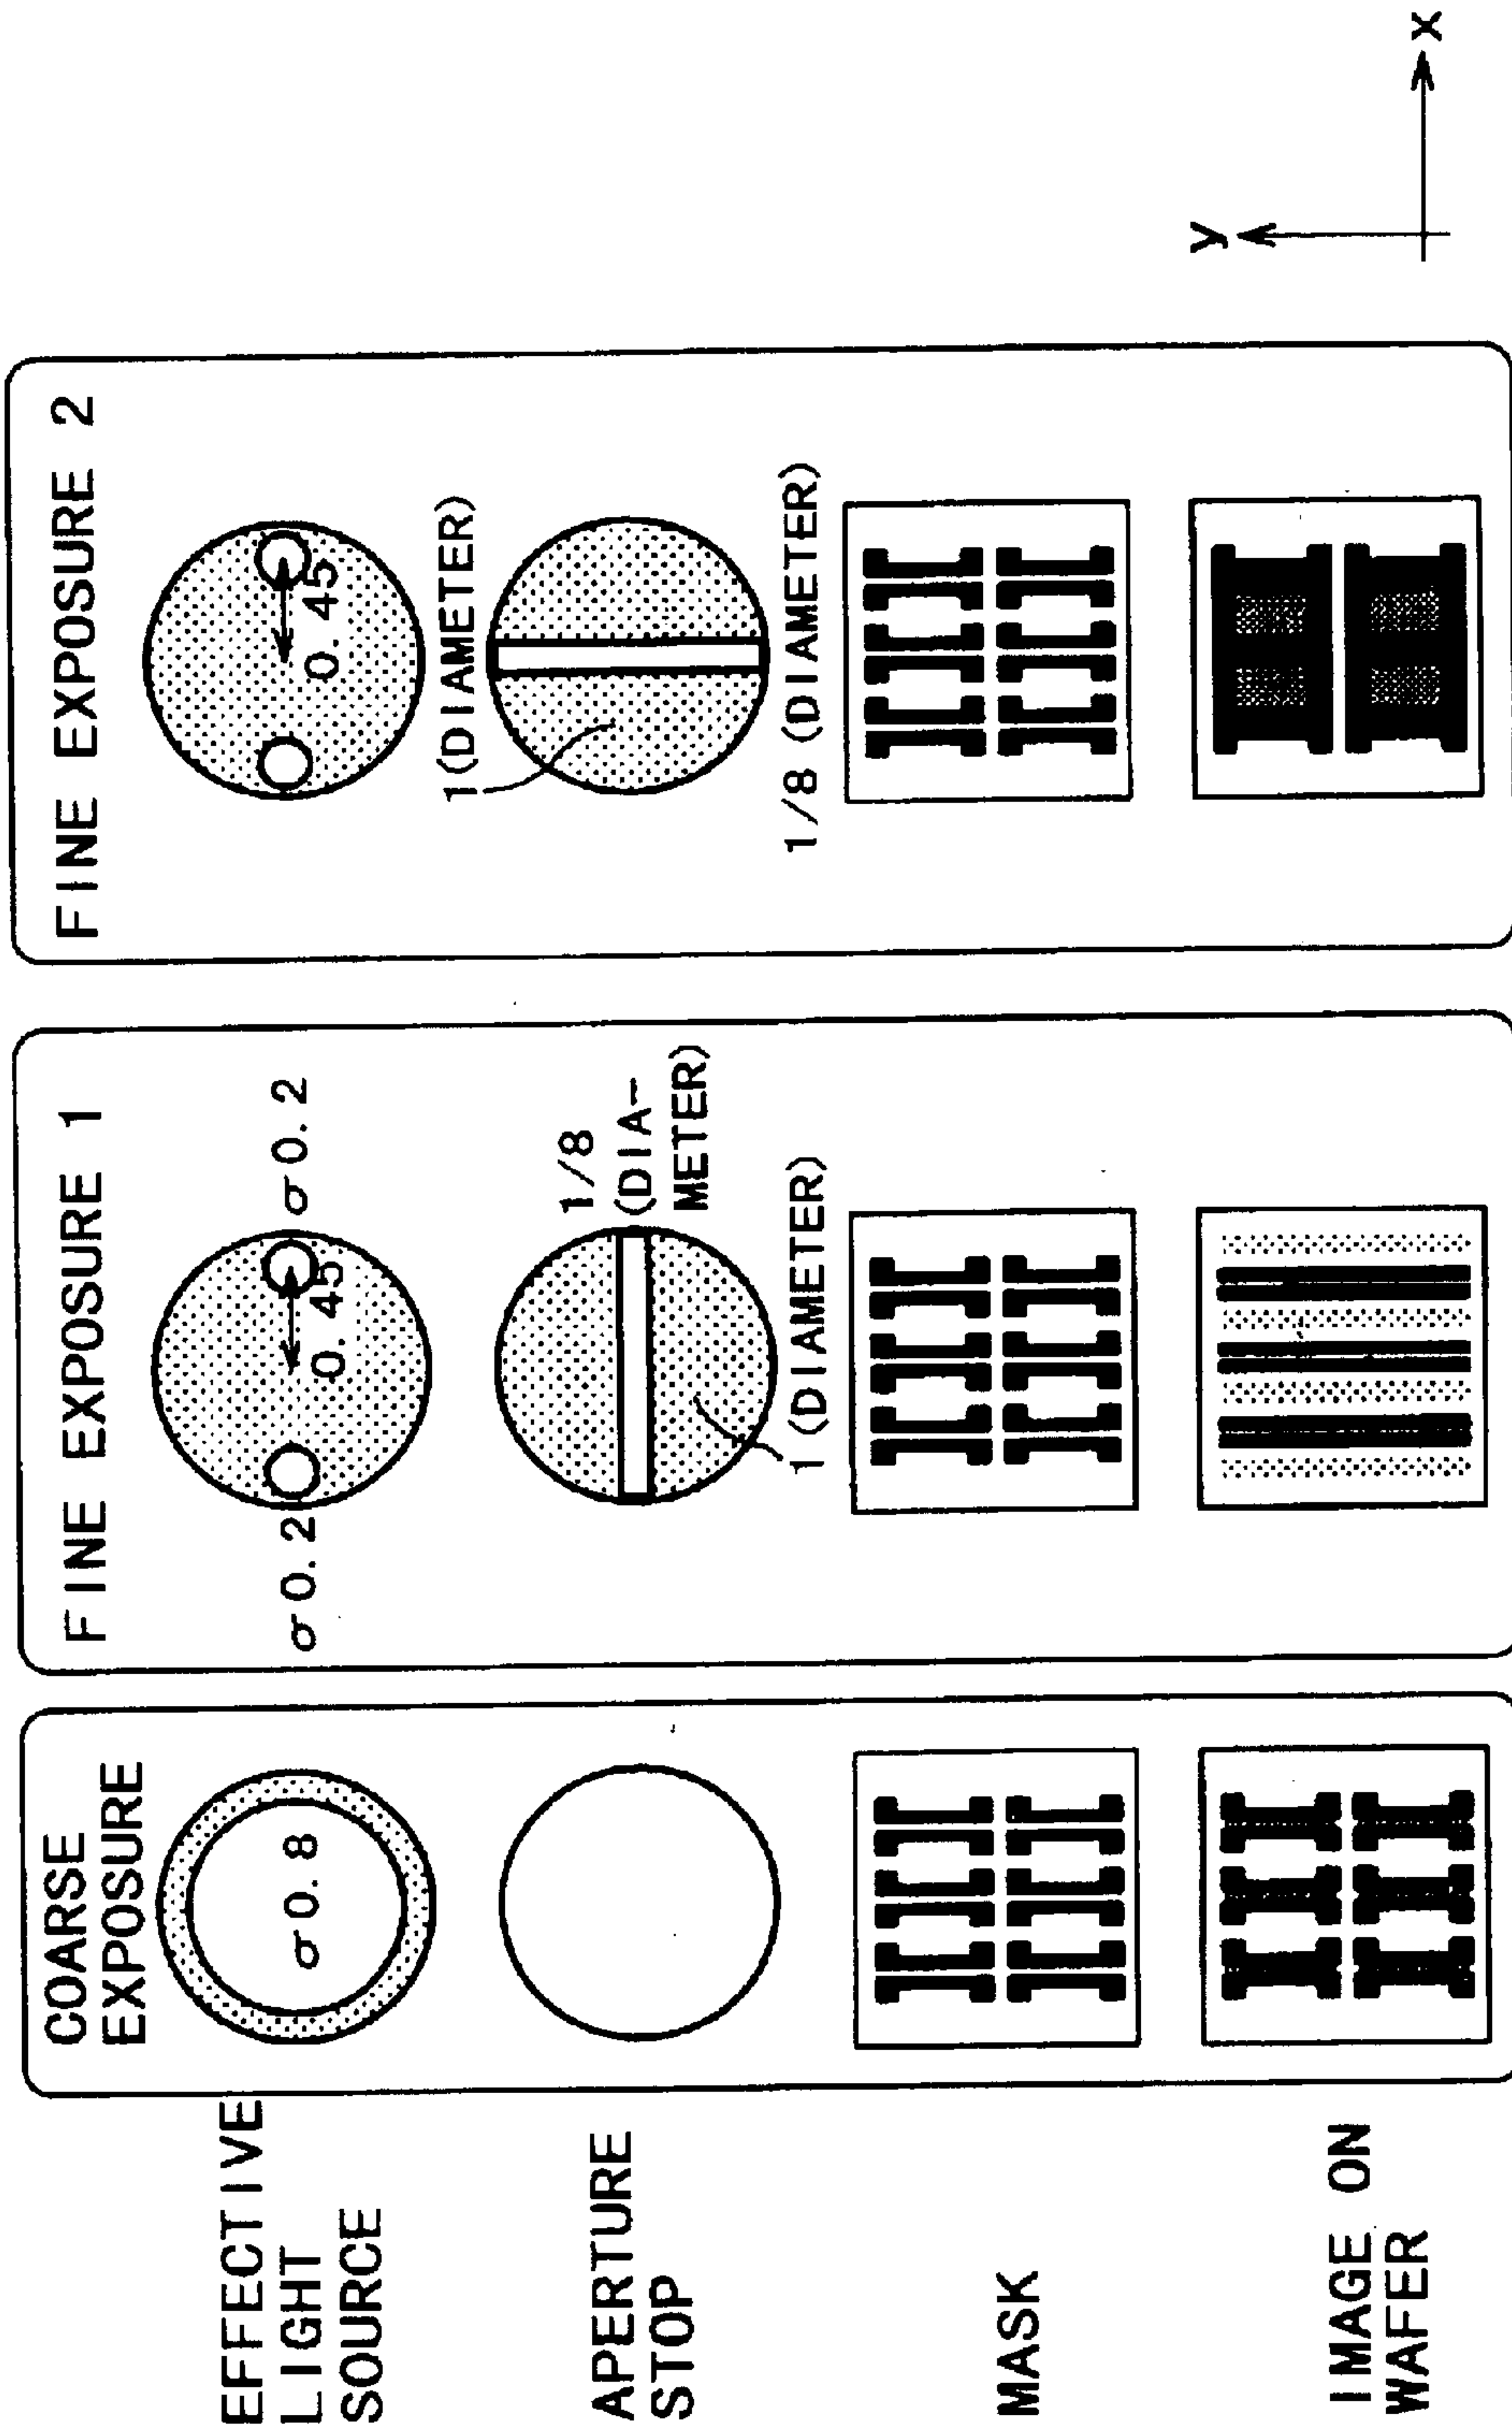 EFFECTIVE
LIGHT
SOURCE
APERTURE
STOP
MASK
IMAGE ON
WAFER
COARSE
EXPOSURE
σ0.8
FINE EXPOSURE 1
σ0.2
0.45
σ0.2
1/8
(DIA-
METER)
1 (DIAMETER)
FINE EXPOSURE 2
0.45
1(DIAMETER)
1/8 (DIAMETER)
y
x